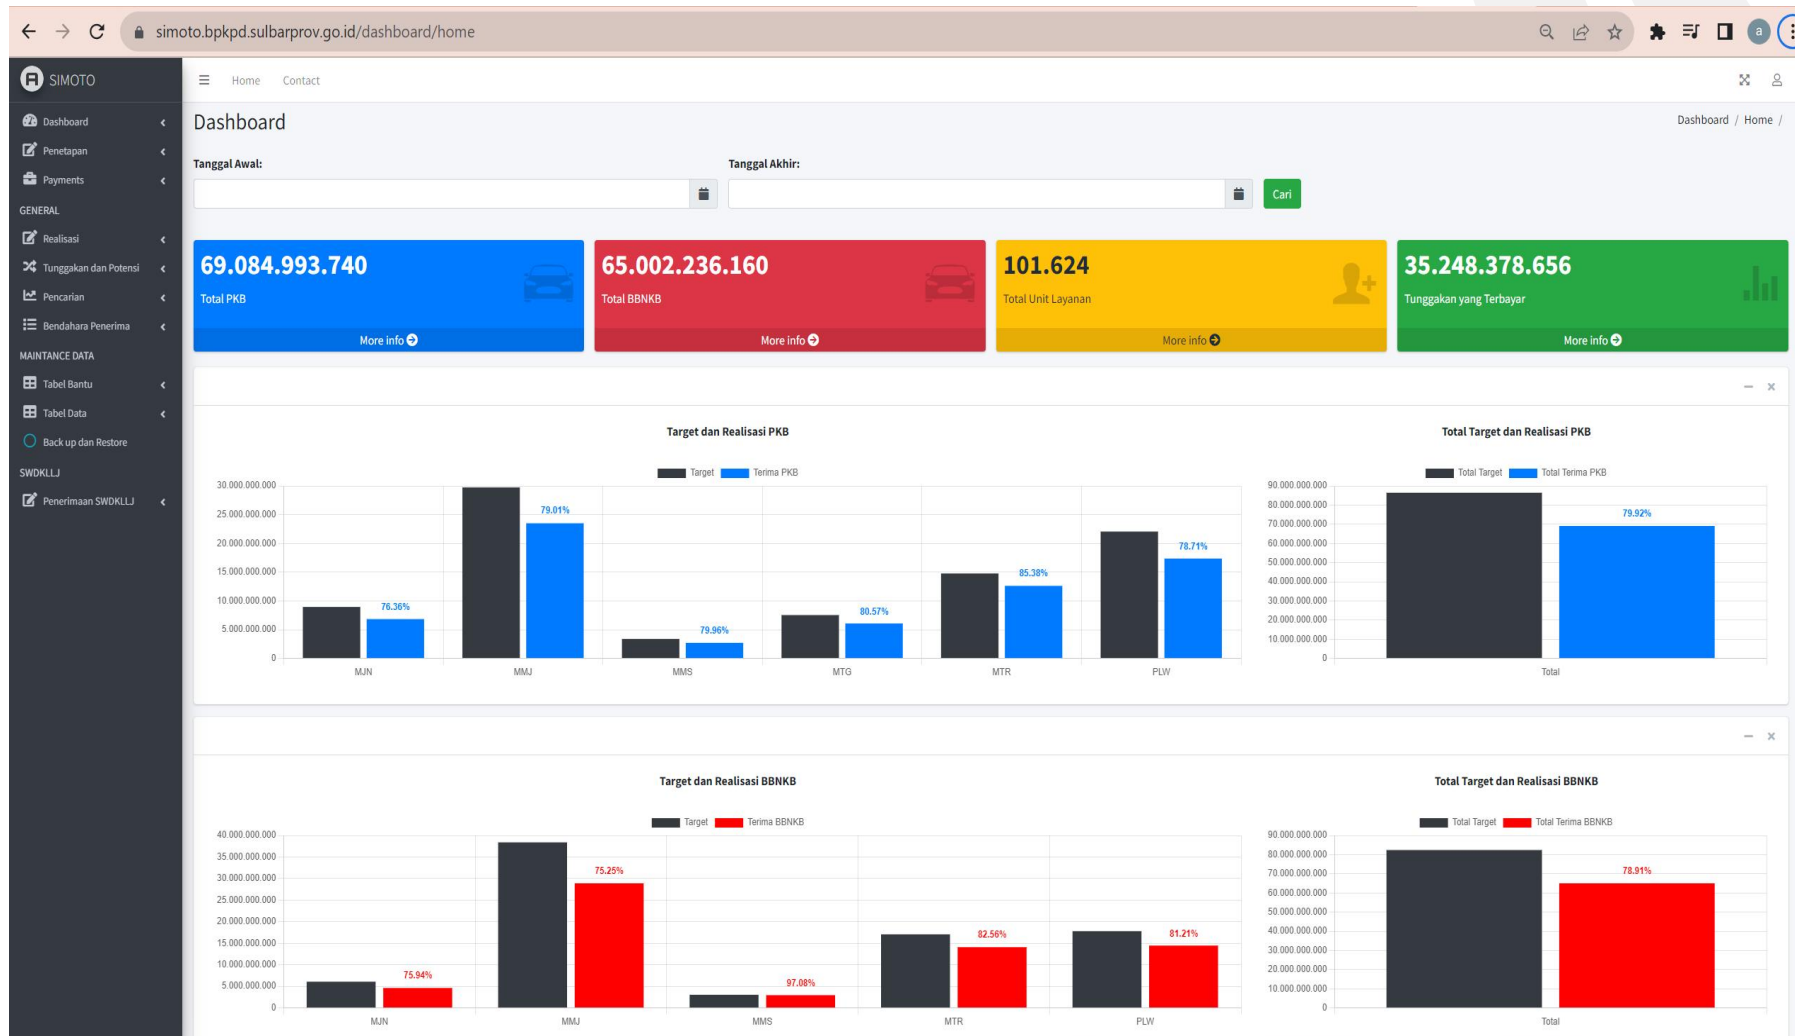 simoto.bpkpd.sulbarprov.go.id/dashboard/home
a
SIMOTO
Home Contact
Dashboard
Penetapan
Payments
GENERAL
Realisasi
Tunggakan dan Potensi
Pencarian
Bendahara Penerima
MAINTANCE DATA
Tabel Bantu
Tabel Data
Back up dan Restore
SWDKLLJ
Penerimaan SWDKLLJ
Dashboard
Dashboard / Home /
Tanggal Awal:
Tanggal Akhir:
Cari
69.084.993.740
Total PKB
More info
65.002.236.160
Total BBNKB
More info
101.624
Total Unit Layanan
More info
35.248.378.656
Tunggakan yang Terbayar
More info
Target dan Realisasi PKB
Target Terima PKB
30.000.000.000
25.000.000.000
20.000.000.000
15.000.000.000
10.000.000.000
5.000.000.000
0
76.36%
79.01%
79.96%
80.57%
85.38%
78.71%
MJN MMJ MMS MTG MTR PLW
Total Target dan Realisasi PKB
Total Target Total Terima PKB
90.000.000.000
80.000.000.000
70.000.000.000
60.000.000.000
50.000.000.000
40.000.000.000
30.000.000.000
20.000.000.000
10.000.000.000
0
79.92%
Total
Target dan Realisasi BBNKB
Target Terima BBNKB
40.000.000.000
35.000.000.000
30.000.000.000
25.000.000.000
20.000.000.000
15.000.000.000
10.000.000.000
5.000.000.000
0
75.94%
75.25%
97.08%
82.56%
81.21%
MJN MMJ MMS MTR PLW
Total Target dan Realisasi BBNKB
Total Target Total Terima BBNKB
90.000.000.000
80.000.000.000
70.000.000.000
60.000.000.000
50.000.000.000
40.000.000.000
30.000.000.000
20.000.000.000
10.000.000.000
0
78.91%
Total